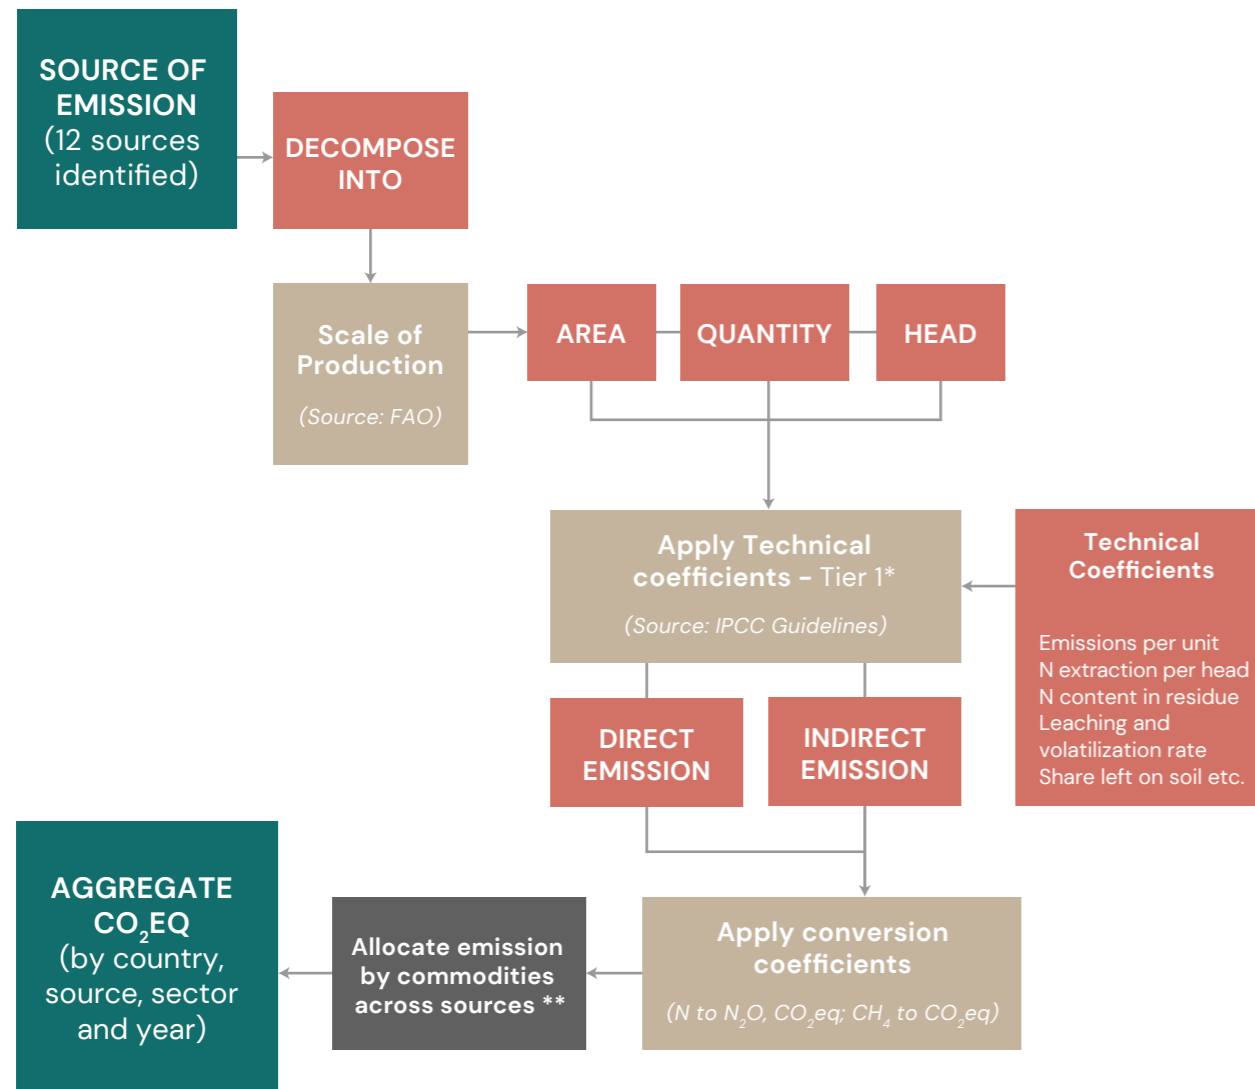 SOURCE OF
EMISSION
(12 sources
identified)
DECOMPOSE
INTO
Scale of
Production
(Source: FAO)
AREA
QUANTITY
HEAD
Apply Technical
coefficients – Tier 1*
(Source: IPCC Guidelines)
Technical
Coefficients
Emissions per unit
N extraction per head
N content in residue
Leaching and
volatilization rate
Share left on soil etc.
DIRECT
EMISSION
INDIRECT
EMISSION
Apply conversion
coefficients
(N to N₂O, CO₂eq; CH₄ to CO₂eq)
Allocate emission
by commodities
across sources **
AGGREGATE
CO₂EQ
(by country,
source, sector
and year)